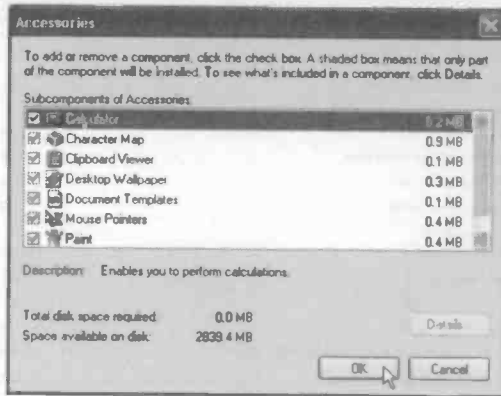 Accessories
To add or remove a component, click the check box. A shaded box means that only part
of the component will be installed. To see what's included in a component, click Details.
Subcomponents of Accessories:
Calculator 0.2 MB
Character Map 0.9 MB
Clipboard Viewer 0.1 MB
Desktop Wallpaper 0.3 MB
Document Templates 0.1 MB
Mouse Pointers 0.4 MB
Paint 0.4 MB
Description: Enables you to perform calculations.
Total disk space required: 0.0 MB
Space available on disk: 2839.4 MB
Details...
OK
Cancel